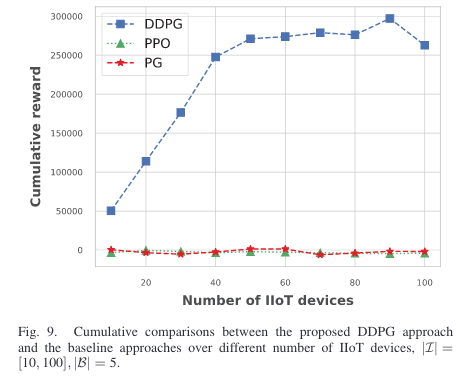 DDPG
PPO
PG
300000
250000
200000
150000
100000
50000
0
Cumulative reward
20 40 60 80 100
Number of IIoT devices
Fig. 9. Cumulative comparisons between the proposed DDPG approach
and the baseline approaches over different number of IIoT devices, |ℐ| =
[10, 100], |ℬ| = 5.